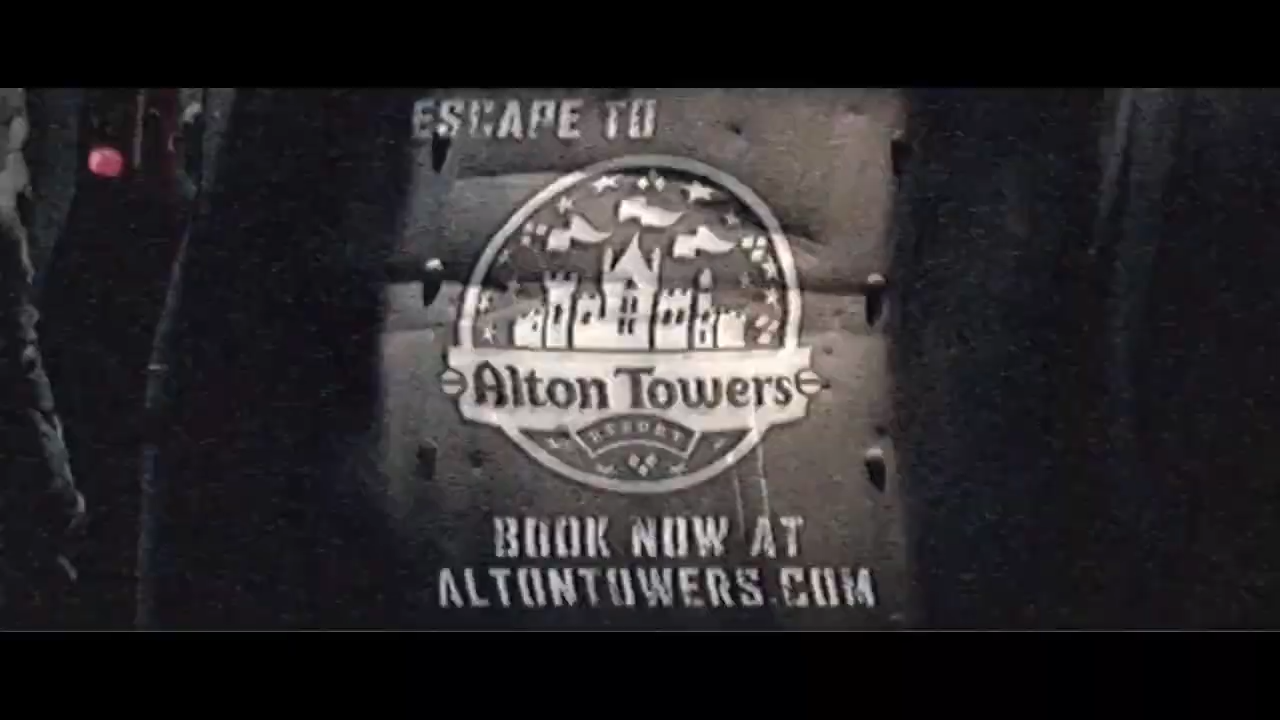 ESCAPE TO
Alton Towers
RESORT
BOOK NOW AT
ALTONTOWERS.COM